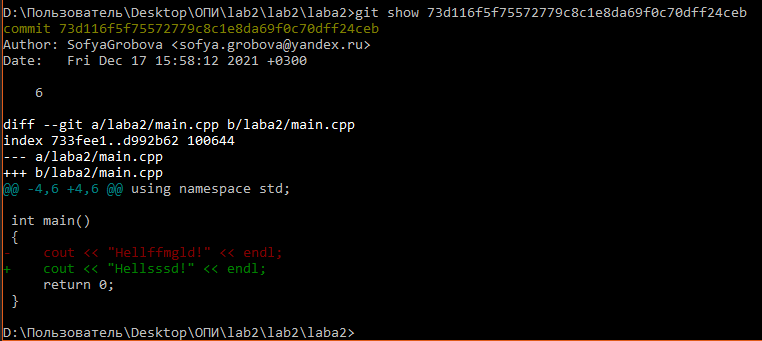 D:\Пользователь\Desktop\ОПИ\lab2\lab2\laba2>git show 73d116f5f75572779c8c1e8da69f0c70dff24ceb
commit 73d116f5f75572779c8c1e8da69f0c70dff24ceb
Author: SofyaGrobova <sofya.grobova@yandex.ru>
Date:   Fri Dec 17 15:58:12 2021 +0300
    6
diff --git a/laba2/main.cpp b/laba2/main.cpp
index 733fee1..d992b62 100644
--- a/laba2/main.cpp
+++ b/laba2/main.cpp
@@ -4,6 +4,6 @@ using namespace std;
 int main()
 {
-    cout << "Hellffmgld!" << endl;
+    cout << "Hellsssd!" << endl;
     return 0;
 }
D:\Пользователь\Desktop\ОПИ\lab2\lab2\laba2>